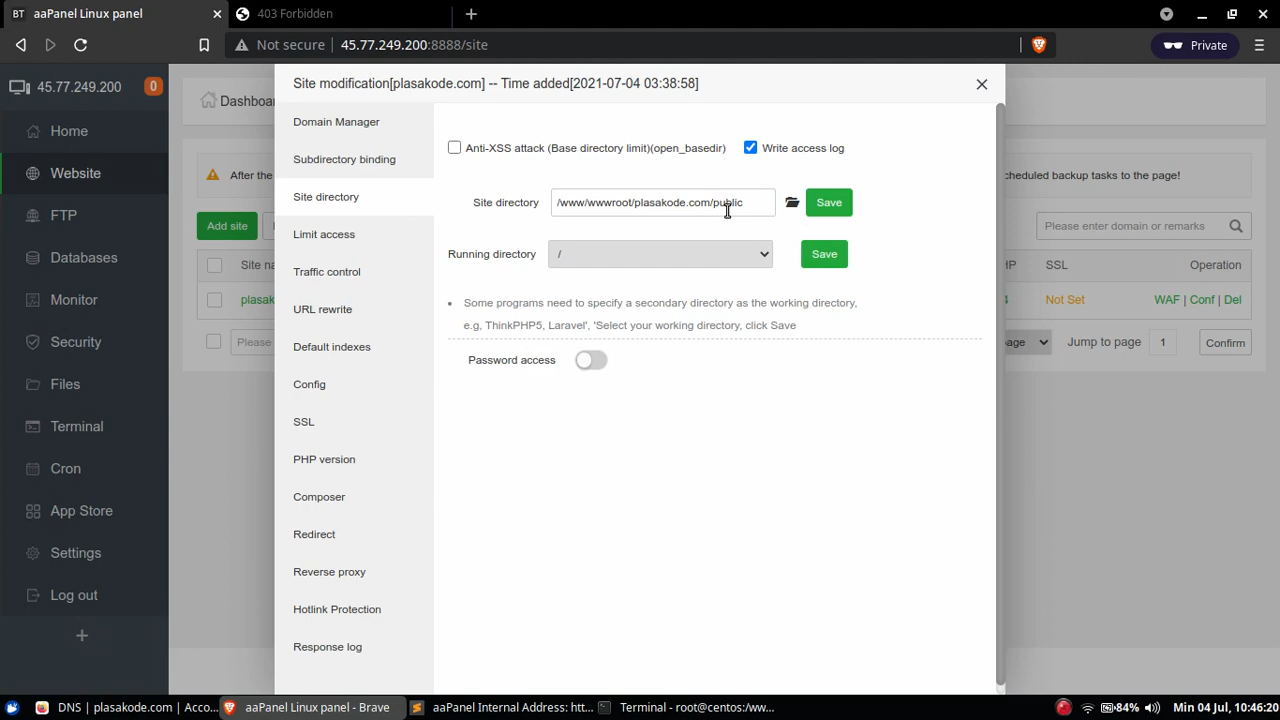 BT aaPanel Linux panel
403 Forbidden
Not secure 45.77.249.200:8888/site
Private
45.77.249.200 0
Home
Website
FTP
Databases
Monitor
Security
Files
Terminal
Cron
App Store
Settings
Log out
Dashboa
After the
cheduled backup tasks to the page!
Add site
Please enter domain or remarks
Site na
SSL
Operation
plasak
Not Set
WAF | Conf | Del
Please
age
Jump to page
1
Confirm
Site modification[plasakode.com] -- Time added[2021-07-04 03:38:58]
Domain Manager
Subdirectory binding
Site directory
Limit access
Traffic control
URL rewrite
Default indexes
Config
SSL
PHP version
Composer
Redirect
Reverse proxy
Hotlink Protection
Response log
Anti-XSS attack (Base directory limit)(open_basedir)
Write access log
Site directory /www/wwwroot/plasakode.com/public Save
Running directory / Save
Some programs need to specify a secondary directory as the working directory,
e.g, ThinkPHP5, Laravel', 'Select your working directory, click Save
Password access
DNS | plasakode.com | Acco...
aaPanel Linux panel - Brave
aaPanel Internal Address: htt...
Terminal - root@centos:/ww...
84%
Min 04 Jul, 10:46:20